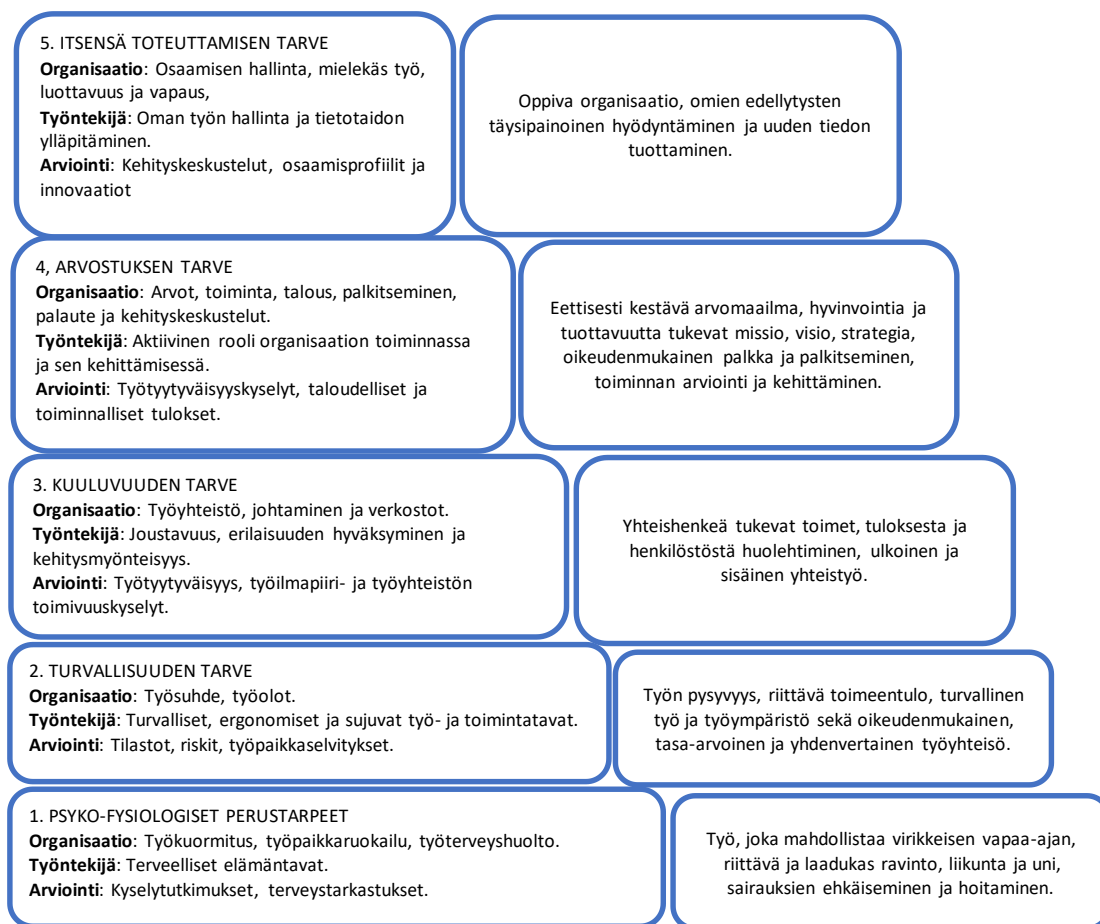 5. ITSENSÄ TOTEUTTAMISEN TARVE
Organisaatio: Osaamisen hallinta, mielekäs työ,
luottavuus ja vapaus,
Työntekijä: Oman työn hallinta ja tietotaidon
ylläpitäminen.
Arviointi: Kehityskeskustelut, osaamisprofiilit ja
innovaatiot
Oppiva organisaatio, omien edellytysten
täysipainoinen hyödyntäminen ja uuden tiedon
tuottaminen.
4, ARVOSTUKSEN TARVE
Organisaatio: Arvot, toiminta, talous, palkitseminen,
palaute ja kehityskeskustelut.
Työntekijä: Aktiivinen rooli organisaation toiminnassa
ja sen kehittämisessä.
Arviointi: Työtyytyväisyyskyselyt, taloudelliset ja
toiminnalliset tulokset.
Eettisesti kestävä arvomaailma, hyvinvointia ja
tuottavuutta tukevat missio, visio, strategia,
oikeudenmukainen palkka ja palkitseminen,
toiminnan arviointi ja kehittäminen.
3. KUULUVUUDEN TARVE
Organisaatio: Työyhteistö, johtaminen ja verkostot.
Työntekijä: Joustavuus, erilaisuuden hyväksyminen ja
kehitysmyönteisyys.
Arviointi: Työtyytyväisyys, työilmapiiri- ja työyhteistön
toimivuuskyselyt.
Yhteishenkeä tukevat toimet, tuloksesta ja
henkilöstöstä huolehtiminen, ulkoinen ja
sisäinen yhteistyö.
2. TURVALLISUUDEN TARVE
Organisaatio: Työsuhde, työolot.
Työntekijä: Turvalliset, ergonomiset ja sujuvat työ- ja toimintatavat.
Arviointi: Tilastot, riskit, työpaikkaselvitykset.
Työn pysyvyys, riittävä toimeentulo, turvallinen
työ ja työympäristö sekä oikeudenmukainen,
tasa-arvoinen ja yhdenvertainen työyhteisö.
1. PSYKO-FYSIOLOGISET PERUSTARPEET
Organisaatio: Työkuormitus, työpaikkaruokailu, työterveyshuolto.
Työntekijä: Terveelliset elämäntavat.
Arviointi: Kyselytutkimukset, terveystarkastukset.
Työ, joka mahdollistaa virikkeisen vapaa-ajan,
riittävä ja laadukas ravinto, liikunta ja uni,
sairauksien ehkäiseminen ja hoitaminen.